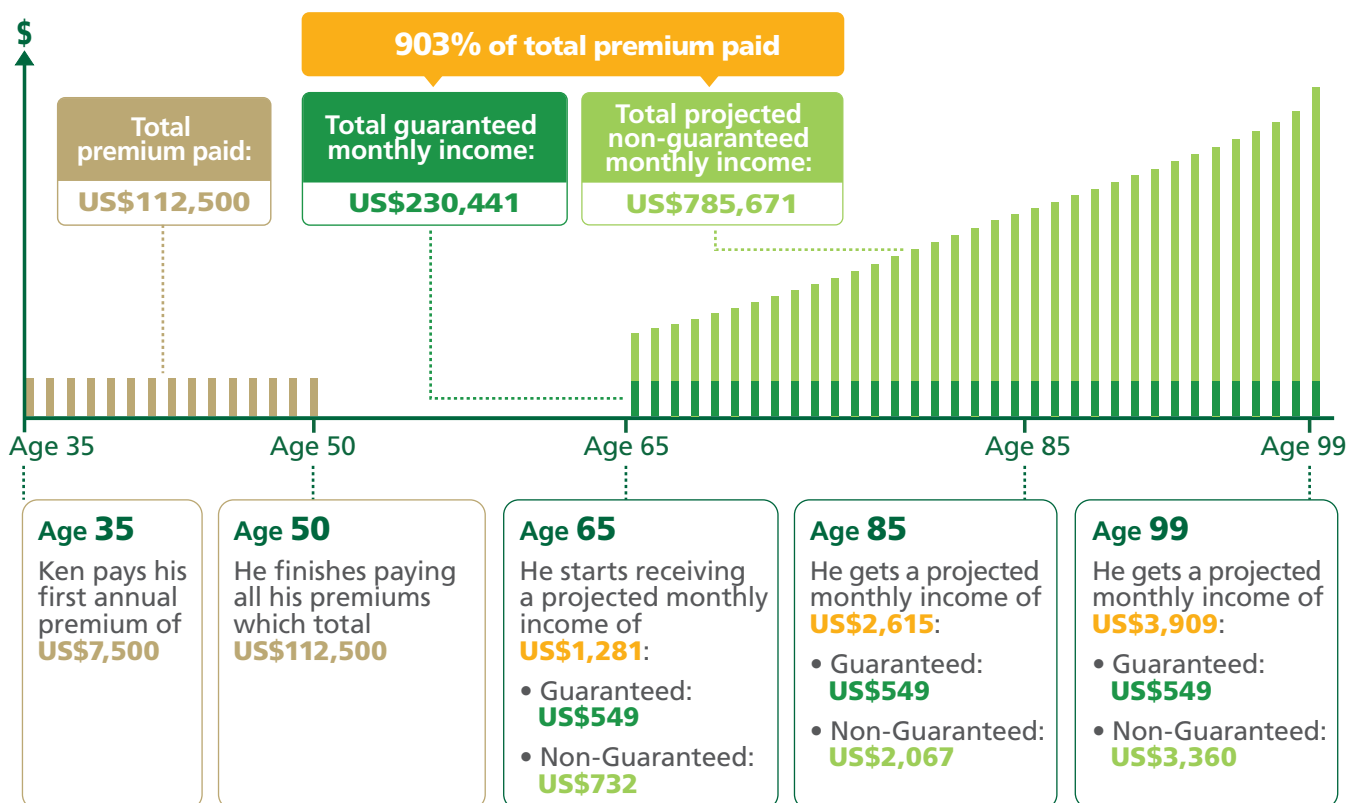 $
903% of total premium paid
Total
premium paid:
US$112,500
Total guaranteed
monthly income:
US$230,441
Total projected
non-guaranteed
monthly income:
US$785,671
Age 35
Age 50
Age 65
Age 85
Age 99
Age 35
Ken pays his
first annual
premium of
US$7,500
Age 50
He finishes paying
all his premiums
which total
US$112,500
Age 65
He starts receiving
a projected monthly
income of
US$1,281:
• Guaranteed:
US$549
• Non-Guaranteed:
US$732
Age 85
He gets a projected
monthly income of
US$2,615:
• Guaranteed:
US$549
• Non-Guaranteed:
US$2,067
Age 99
He gets a projected
monthly income of
US$3,909:
• Guaranteed:
US$549
• Non-Guaranteed:
US$3,360